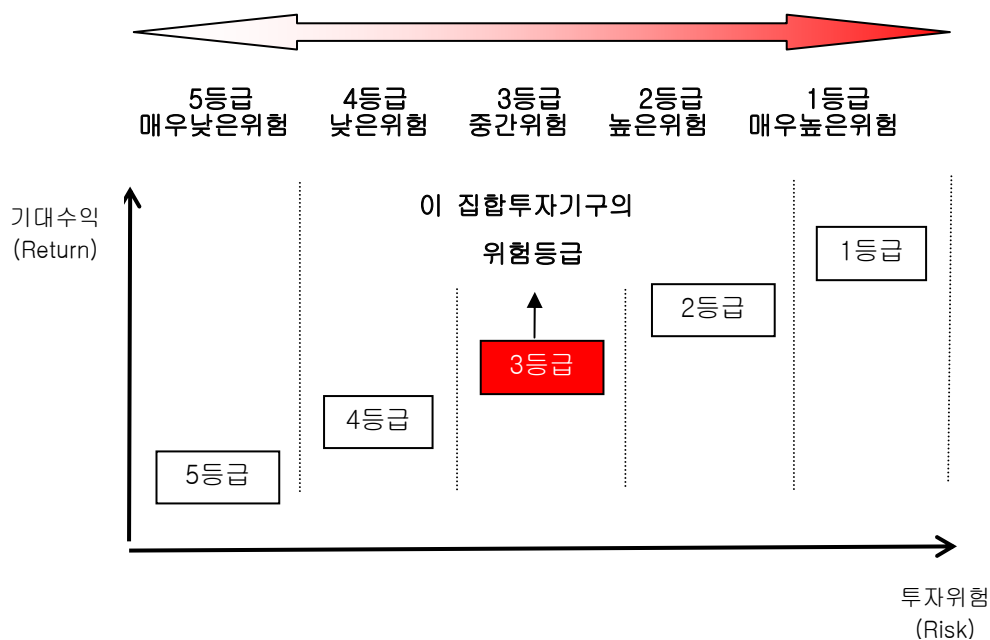 5등급 4등급 3등급 2등급 1등급
매우낮은위험 낮은위험 중간위험 높은위험 매우높은위험
기대수익
(Return)
이 집합투자기구의
위험등급
1등급
2등급
3등급
4등급
5등급
투자위험
(Risk)